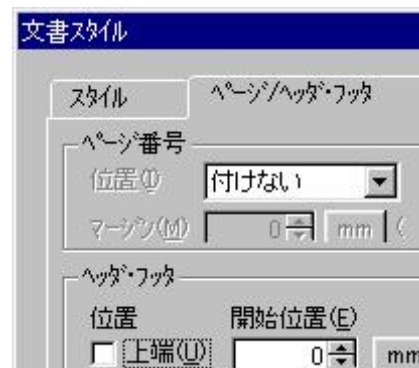 文書ｽﾀｲﾙ
ｽﾀｲﾙ ﾍﾟｰｼﾞ/ﾍｯﾀﾞ･ﾌｯﾀ
ﾍﾟｰｼﾞ番号
位置(I) 付けない
ﾏｰｼﾞﾝ(M) 0 mm (
ﾍｯﾀﾞ･ﾌｯﾀ
位置 開始位置(E)
上端(U) 0 mm